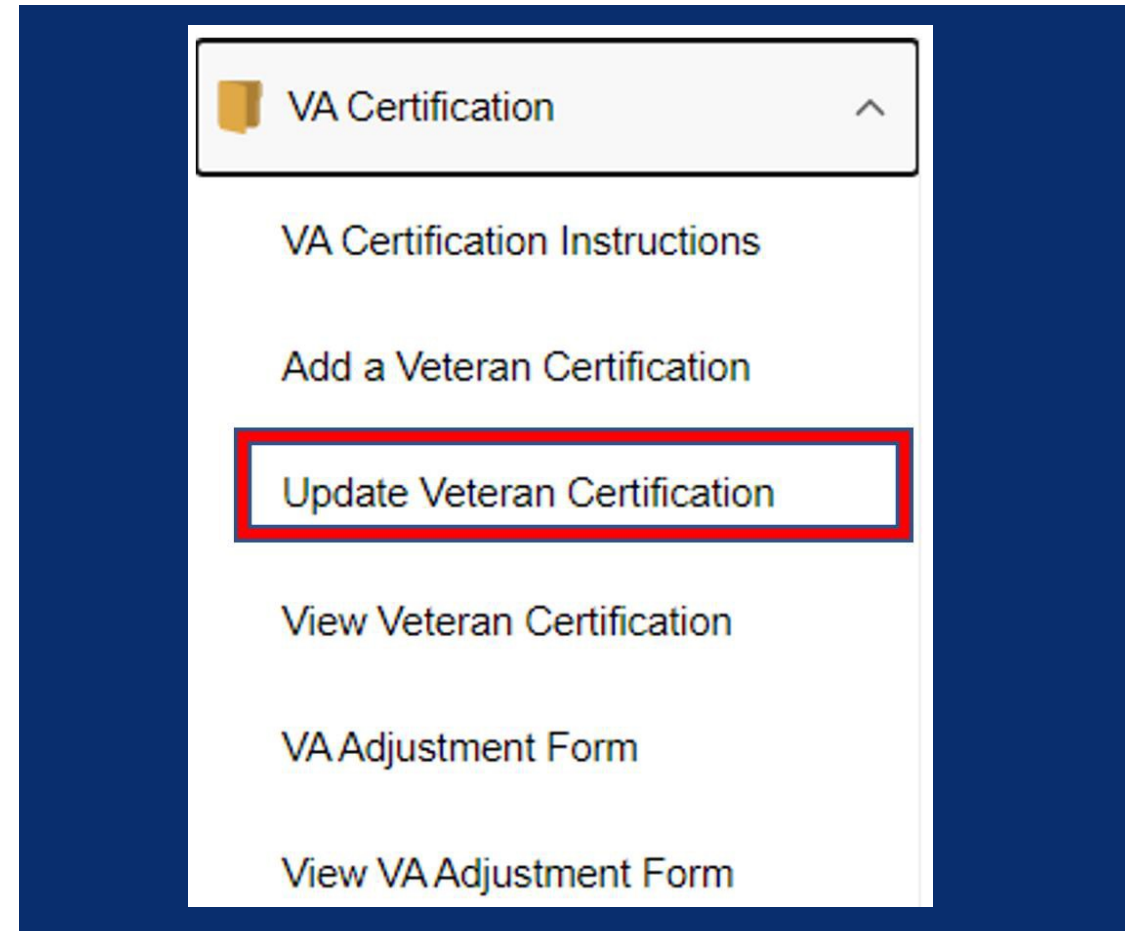 VA Certification
VA Certification Instructions
Add a Veteran Certification
Update Veteran Certification
View Veteran Certification
VA Adjustment Form
View VA Adjustment Form